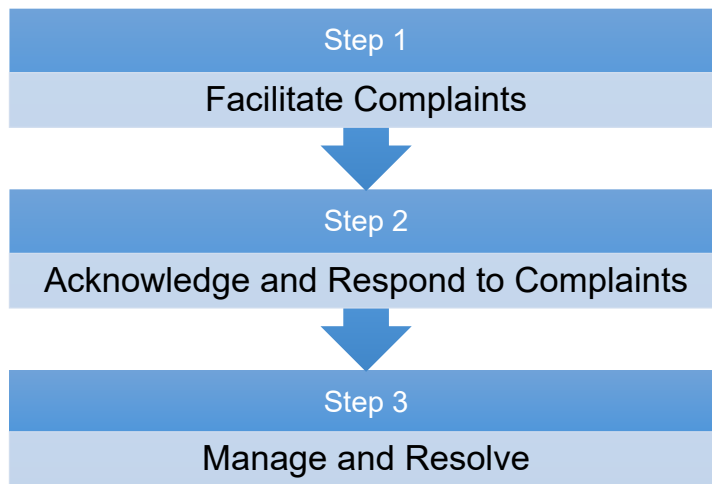 Step 1
Facilitate Complaints
Step 2
Acknowledge and Respond to Complaints
Step 3
Manage and Resolve